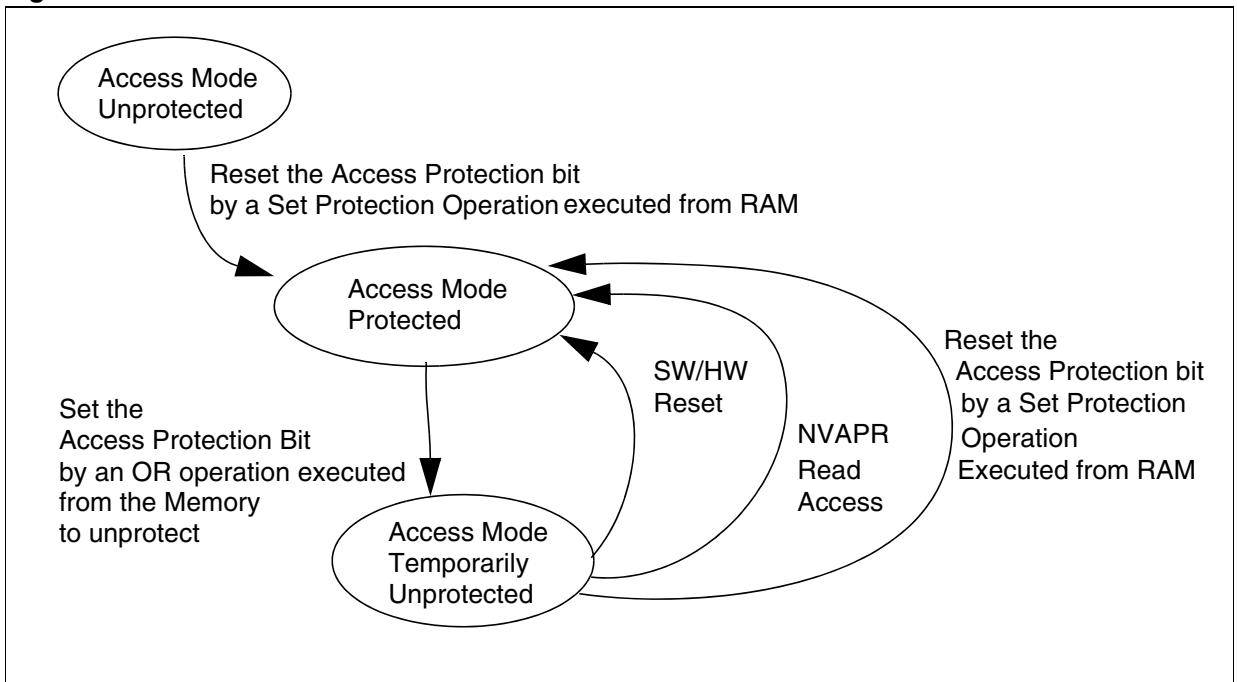 Access Mode
Unprotected
Reset the Access Protection bit
by a Set Protection Operation executed from RAM
Access Mode
Protected
Set the
Access Protection Bit
by an OR operation executed
from the Memory
to unprotect
SW/HW
Reset
NVAPR
Read
Access
Reset the
Access Protection bit
by a Set Protection
Operation
Executed from RAM
Access Mode
Temporarily
Unprotected